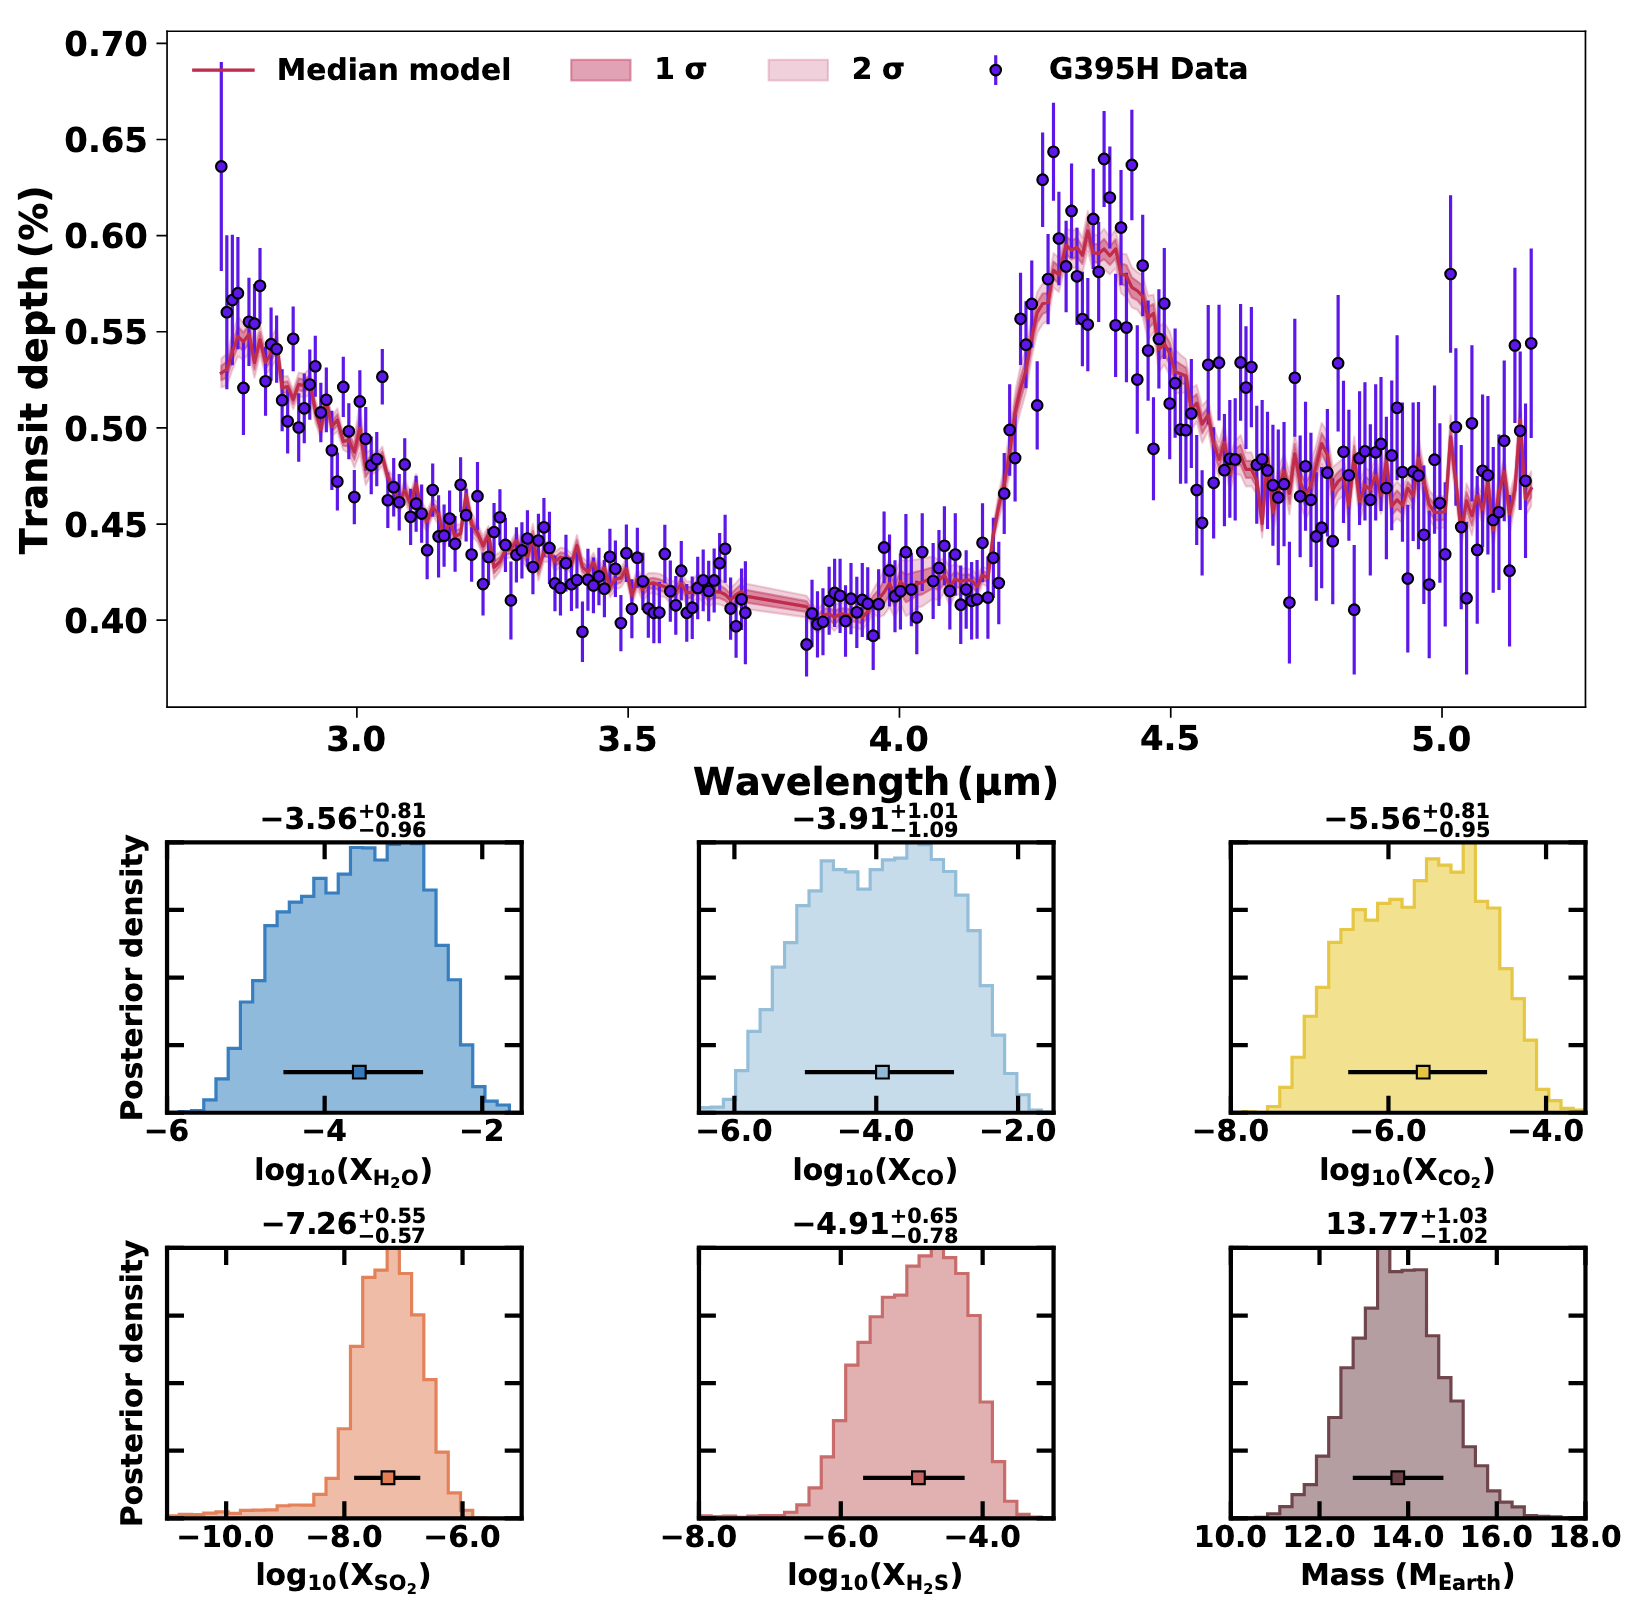 Median model 1 σ 2 σ G395H Data
0.70
0.65
0.60
0.55
0.50
0.45
0.40
Transit depth (%)
3.0 3.5 4.0 4.5 5.0
Wavelength (μm)
−3.56+0.81−0.96 −3.91+1.01−1.09 −5.56+0.81−0.95
Posterior density
−6 −4 −2 −6.0 −4.0 −2.0 −8.0 −6.0 −4.0
log10(XH2O) log10(XCO) log10(XCO2)
−7.26+0.55−0.57 −4.91+0.65−0.78 13.77+1.03−1.02
Posterior density
−10.0 −8.0 −6.0 −8.0 −6.0 −4.0 10.0 12.0 14.0 16.0 18.0
log10(XSO2) log10(XH2S) Mass (MEarth)